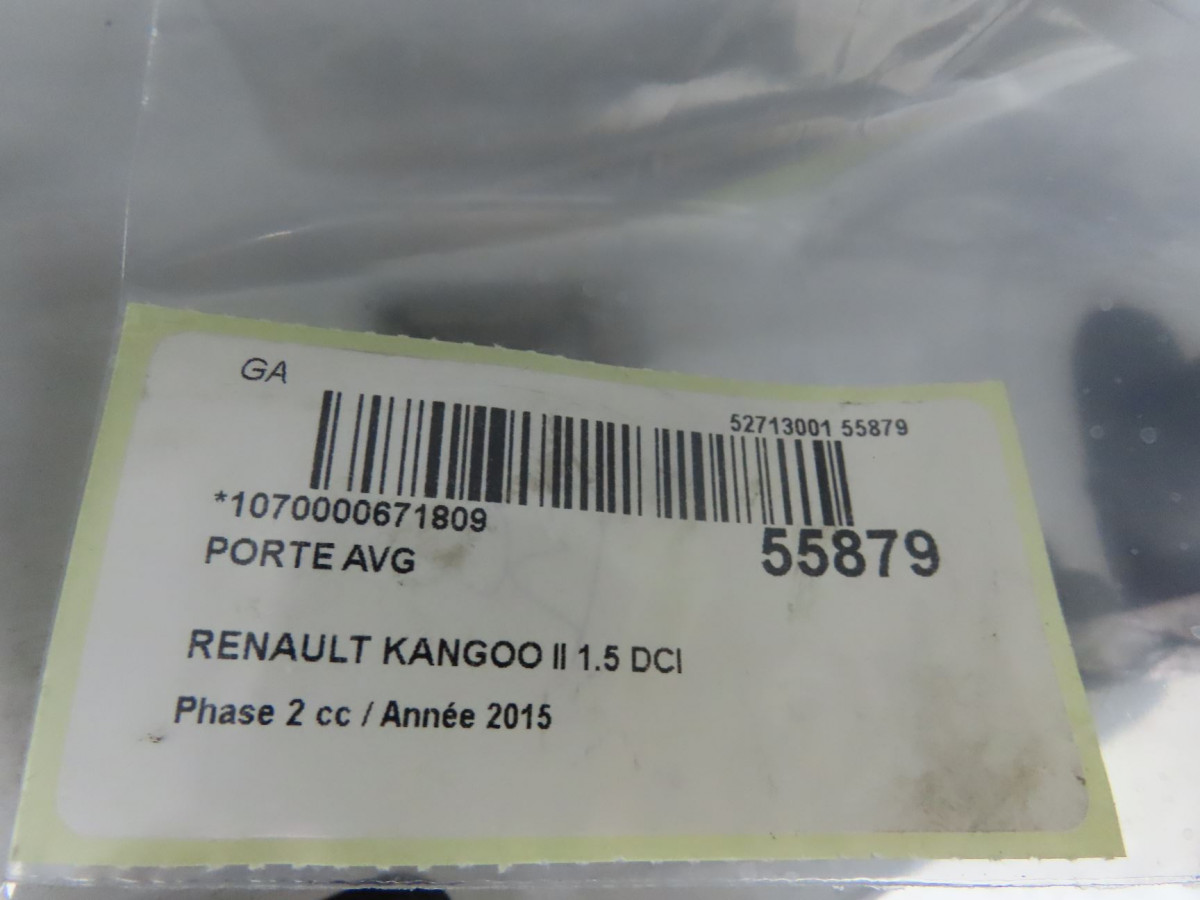 GA
52713001 55879
*1070000671809
55879
PORTE AVG
RENAULT KANGOO II 1.5 DCI
Phase 2 cc / Année 2015